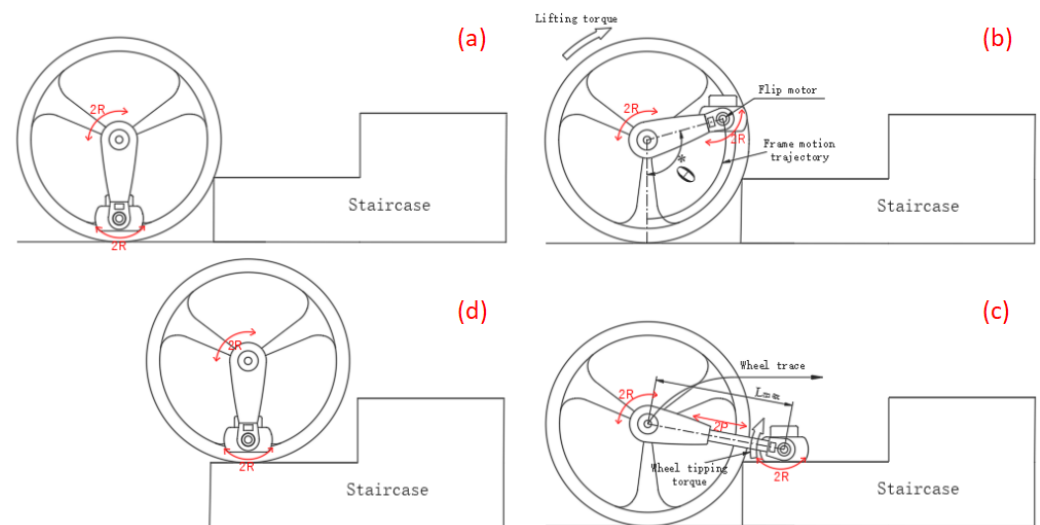 (a)
2R
2R
Staircase
Lifting torque
(b)
2R
Flip motor
2R
Frame motion
trajectory
θ*
Staircase
(d)
2R
2R
Staircase
(c)
Wheel trace
L=m
2R
2P
Wheel tipping
torque
2R
Staircase